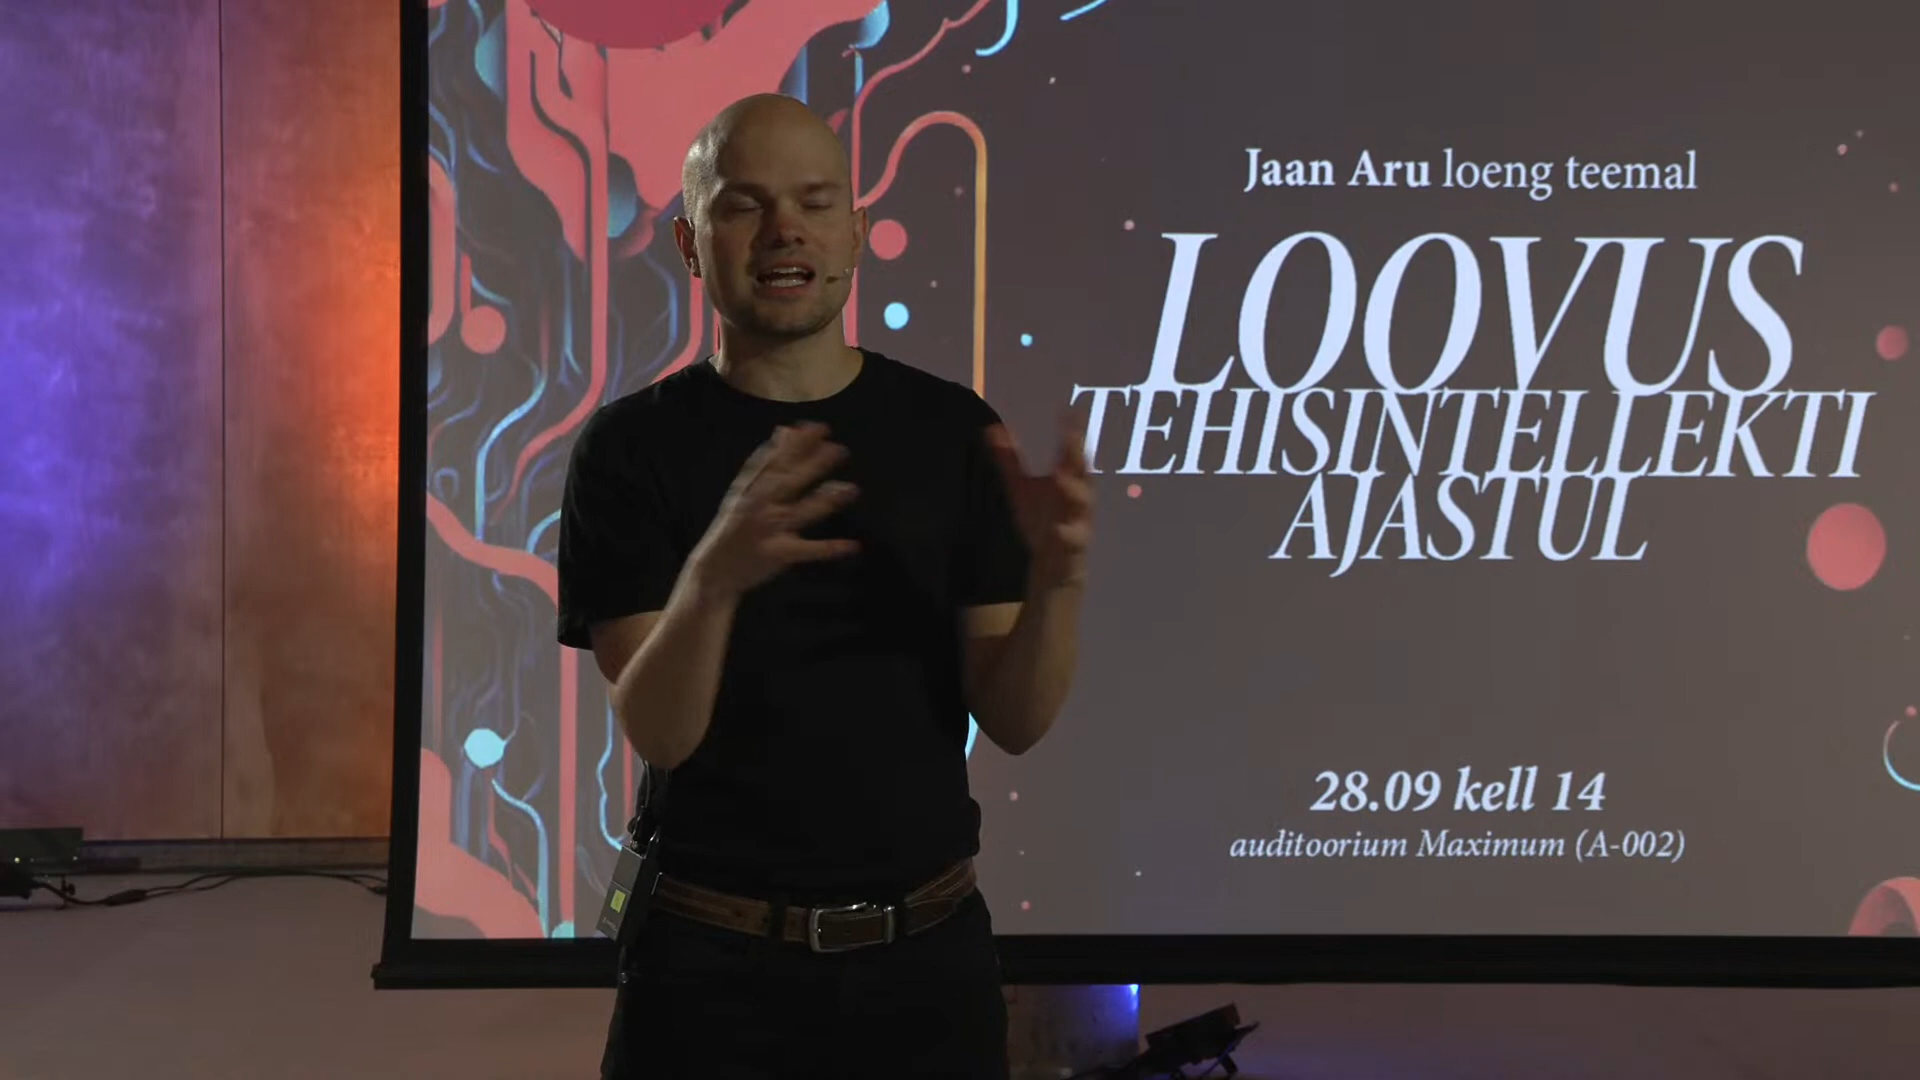 Jaan Aru loeng teemal
LOOVUS
TEHISINTELLEKTI
AJASTUL
28.09 kell 14
auditoorium Maximum (A-002)